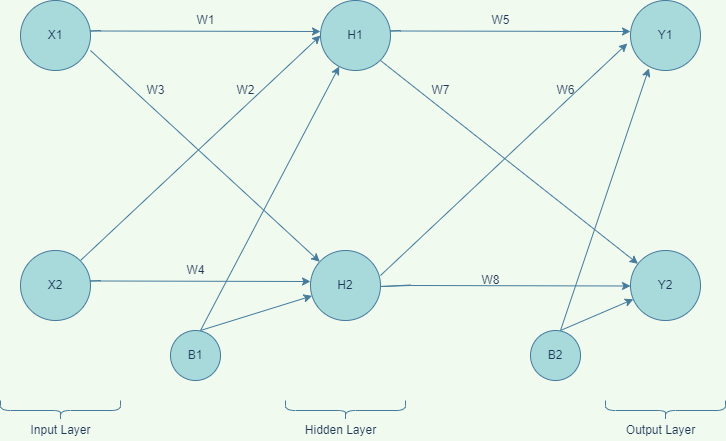 X1
W1
H1
W5
Y1
W3
W2
W7
W6
X2
W4
H2
W8
Y2
B1
B2
Input Layer
Hidden Layer
Output Layer